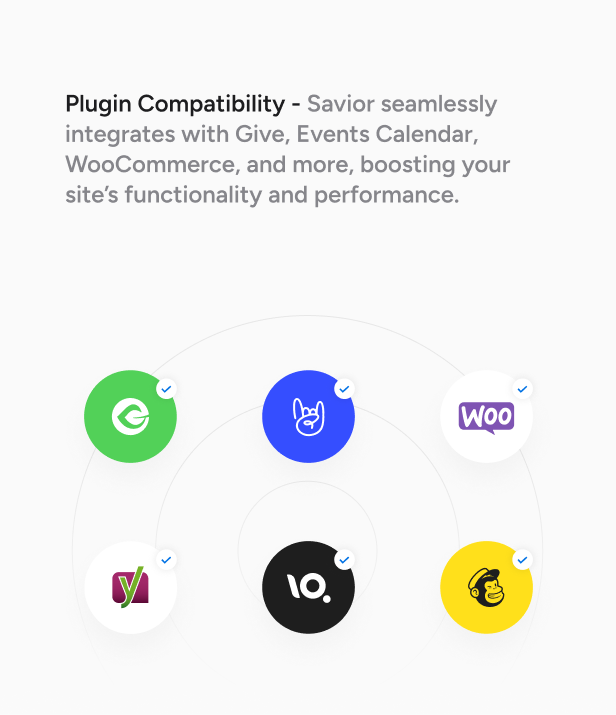 Plugin Compatibility - Savior seamlessly
integrates with Give, Events Calendar,
WooCommerce, and more, boosting your
site’s functionality and performance.
Woo
y